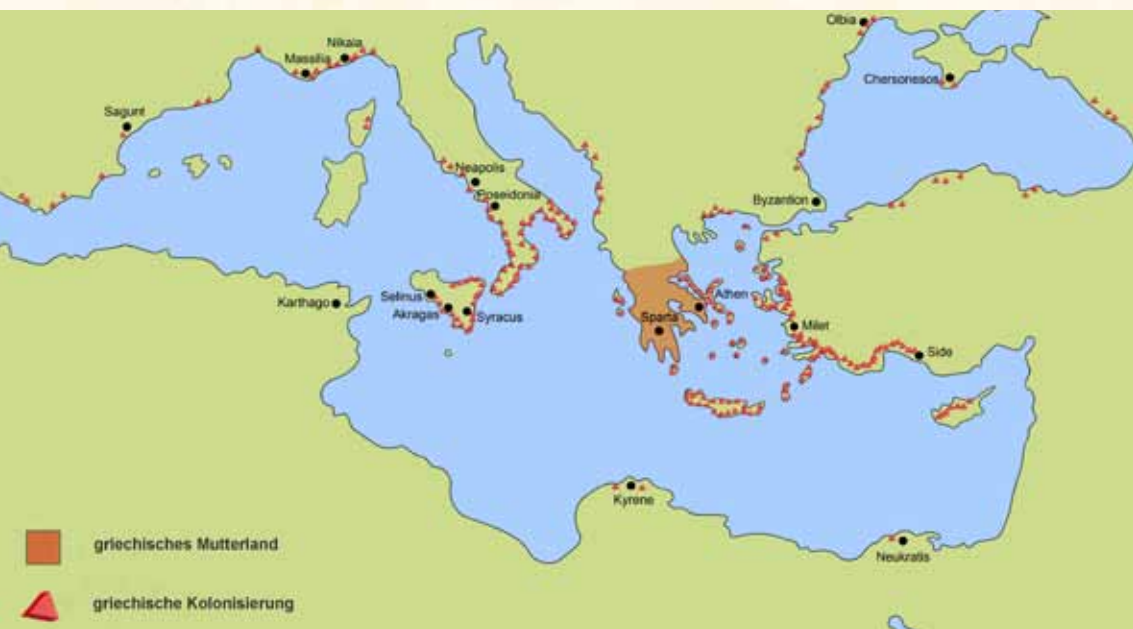 Olbia
Nikaia
Massilia
Chersonesos
Sagunt
Neapolis
Poseidonia
Byzantion
Karthago
Selinus
Akragas
Syracus
Athen
Sparta
Milet
Side
Kyrene
Neukratis
griechisches Mutterland
griechische Kolonisierung